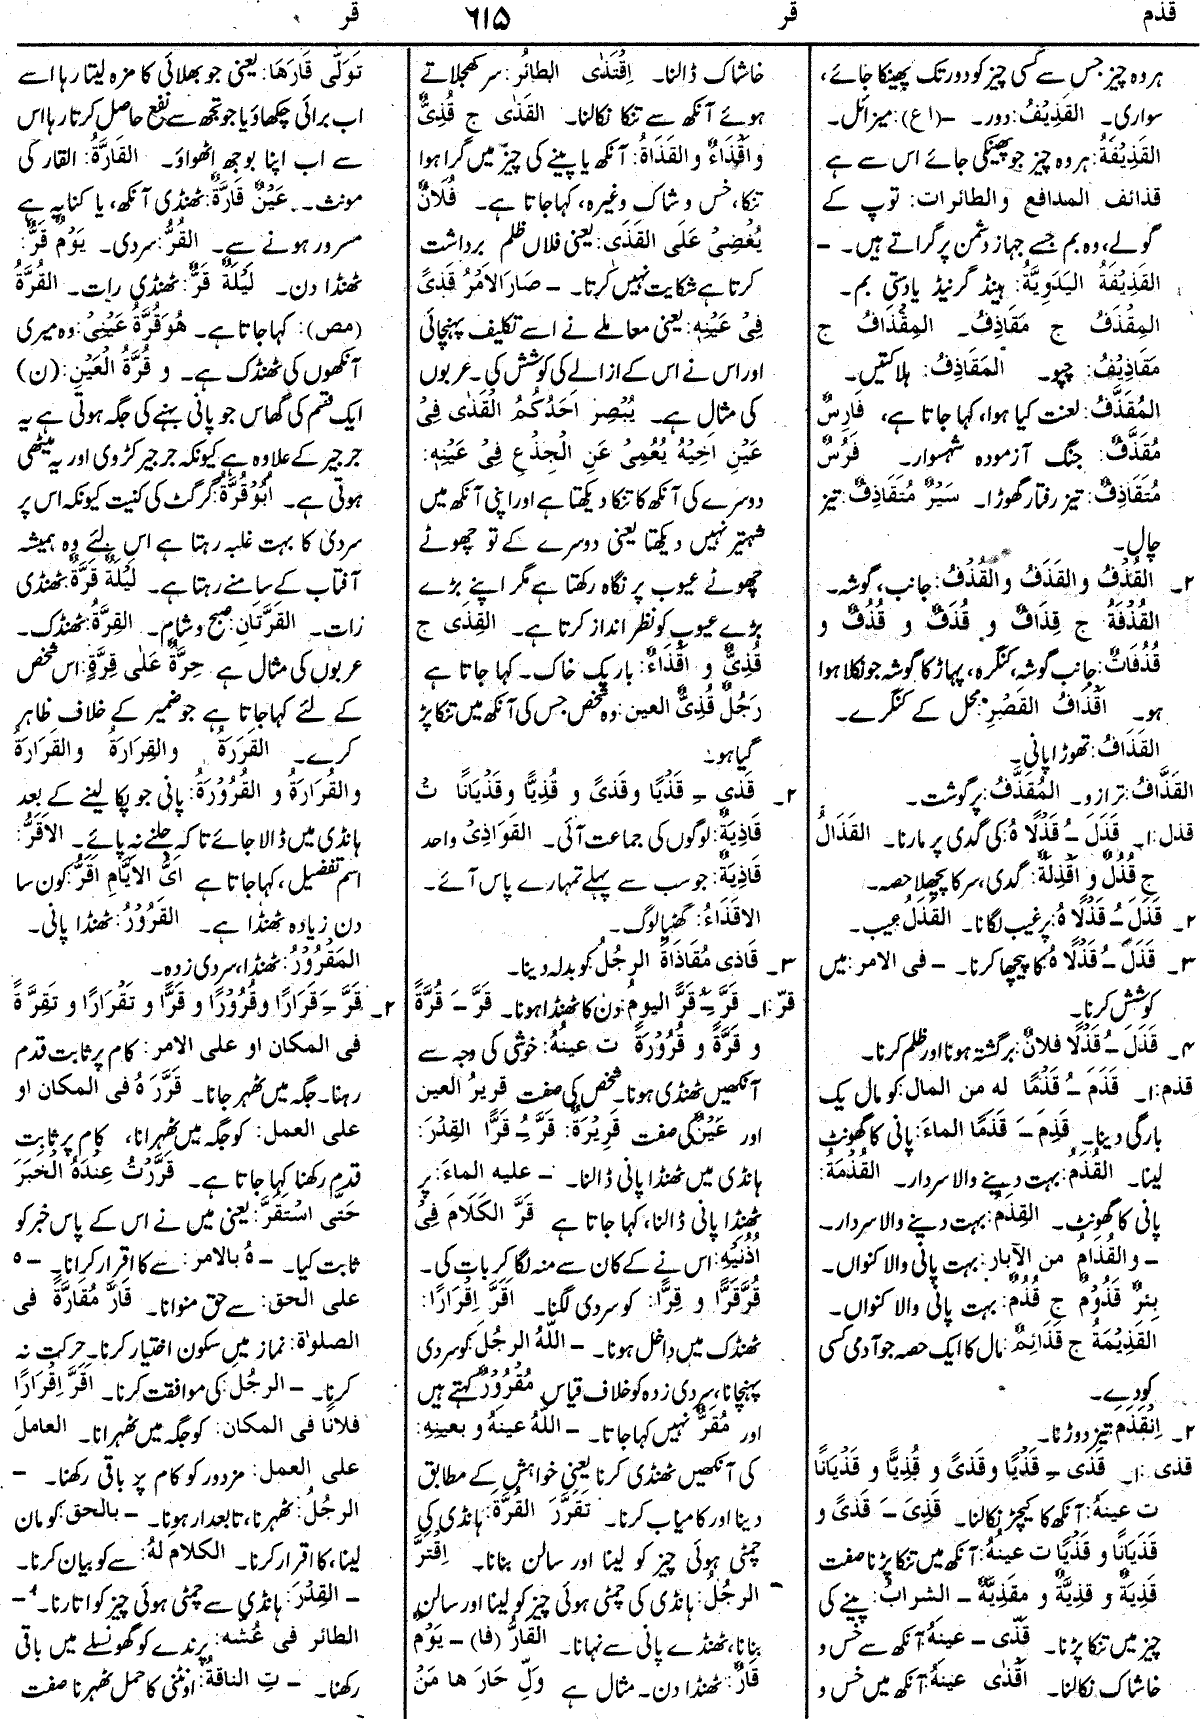 قذم
قر
۶۱۵
قر
ہر وہ چیز جس سے کسی چیز کو دور تک پھینکا جائے،
سواری۔ القَذِیْفُ: دور۔ -(ا ع): میزائل۔
القَذِیْفَةُ: ہر وہ چیز جو پھینکی جائے اس سے ہے
قذائف المدافع و الطائرات: توپ کے
گولے، وہ بم جسے جہاز دشمن پر گراتے ہیں۔ -
القَذِیْفَةُ الیَدَوِیَّةُ: ہینڈ گرنیڈ یا دستی بم۔
المِقْذَفُ ج مَقَاذِفُ۔ المِقْذَافُ ج
مَقَاذِیْفُ: چپو۔ المَقَاذِفُ: ہلاکتیں۔
المُقَذَّفُ: لعنت کیا ہوا، کہا جاتا ہے، فَارِسٌ
مُقَذَّفٌ: جنگ آزمودہ شہسوار۔ فَرَسٌ
مُتَقَاذِفٌ: تیز رفتار گھوڑا۔ سَیْرٌ مُتَقَاذِفٌ: تیز
چال۔
۲۔ القُذْفُ و القَذَفُ و القُذُفُ: جانب، گوشہ۔
القُذْفَةُ ج قِذَافٌ و قُذَفٌ و قُذُفٌ و
قُذُفَاتٌ: جانب گوشہ، کنگرہ، پہاڑ کا گوشہ جو نکلا ہوا
ہو۔ اَقْذَافُ القَصْرِ: محل کے کنگرے۔
القَذَافُ: تھوڑا پانی۔
القَذَّافُ: ترازو۔ المُقَذَّفُ: پرگوشت۔
قذل: ۱۔ قَذَلَ ـُ قَذْلًا ہُ: کی گدی پر مارنا۔ القَذَالُ
ج قُذُلٌ و اَقْذِلَةٌ: گدی، سر کا پچھلا حصہ۔
۲۔ قَذَلَ ـُ قَذْلًا ہُ: پر عیب لگانا۔ القَذَلُ: عیب۔
۳۔ قَذَلَ ـُ قَذْلًا ہُ: کا پیچھا کرنا۔ - فی الامر: میں
کوشش کرنا۔
۴۔ قَذَلَ ـُ قَذْلًا فلانٌ: برگشتہ ہونا اور ظلم کرنا۔
قذم: ۱۔ قَذَمَ ـُ قَذْمًا له من المال: کو مال یک
بارگی دینا۔ قَذِمَ ـَ قَذَمًا الماءَ: پانی کا گھونٹ
لینا۔ القُذَمُ: بہت دینے والا سردار۔ القُذْمَةُ:
پانی کا گھونٹ۔ القِذَمُ: بہت دینے والا سردار۔
- والقُذَامُ من الآبار: بہت پانی والا کنواں۔
بِئرٌ قَذُوْمٌ ج قُذُمٌ: بہت پانی والا کنواں۔
القَذِیْمَةُ ج قَذَائِمُ: مال کا ایک حصہ جو آدمی کسی
کو دے۔
۲۔ اِنْقَذَمَ: تیز دوڑنا۔
قذی: ۱۔ قَذَى ـِ قَذْیًا و قَذًی و قُذِیًّا و قَذْیَانًا
ت عینهُ: آنکھ کا کیچڑ نکالنا۔ قَذِیَ ـَ قَذًی و
قَذَیَانًا و قَذْیًا ت عینهُ: آنکھ میں تنکا پڑنا صفت
قَذِیَةٌ و قَذِیَّةٌ و مَقْذِیَّةٌ - الشراب: پینے کی
چیز میں تنکا پڑنا۔ قَذَّی - عینهُ: آنکھ سے خس و
خاشاک نکالنا۔ اَقْذَی عینهُ: آنکھ میں خس و
خاشاک ڈالنا۔ اِقْتَذَی الطائرُ: سر کھجلاتے
ہوئے آنکھ سے تنکا نکالنا۔ القَذٰی ج قُذِیٌّ
و اَقْذَاءٌ و القَذَاةُ: آنکھ یا پینے کی چیز میں گرا ہوا
تنکا، خس و شاک وغیرہ، کہا جاتا ہے۔ فُلَانٌ
یُغْضِیْ عَلَی القَذٰی: یعنی فلاں ظلم برداشت
کرتا ہے شکایت نہیں کرتا۔ - صَارَ الاَمْرُ قَذًی
فِیْ عَیْنِهٖ: یعنی معاملے نے اسے تکلیف پہنچائی
اور اس نے اس کے ازالے کی کوشش کی۔ عربوں
کی مثال ہے۔ یُبْصِرُ اَحَدُکُمُ القَذٰی فِیْ
عَیْنِ اَخِیْهِ یُعْمِیْ عَنِ الْجِذْعِ فِیْ عَیْنِهٖ:
دوسرے کی آنکھ کا تنکا دیکھتا ہے اور اپنی آنکھ میں
شہتیر نہیں دیکھتا یعنی دوسرے کے تو چھوٹے
چھوٹے عیوب پر نگاہ رکھتا ہے مگر اپنے بڑے
بڑے عیوب کو نظر انداز کرتا ہے۔ القِذَی ج
قُذِیٌّ و اَقْذَاءٌ: باریک خاک۔ کہا جاتا ہے
رَجُلٌ قَذِیُّ العین: وہ شخص جس کی آنکھ میں تنکا پڑ
گیا ہو۔
۲۔ قَذَی ـِ قَذْیًا و قَذًی و قُذِیًّا و قَذْیَانًا تْ
قَاذِیَةٌ: لوگوں کی جماعت آئی۔ القَوَاذِیْ واحد
قَاذِیَةٌ: جو سب سے پہلے تمہارے پاس آئے۔
الاَقْذَاءُ: گھٹیا لوگ۔
۳۔ قَاذَی مُقَاذَاةً الرجُلَ: کو بدلہ دینا۔
قرّ: ۱۔ قَرَّ ـُـِ قَرًّا الیومُ: دن کا ٹھنڈا ہونا۔ قَرَّ ـَ قُرَّةً
و قَرَّةً و قُرُوْرَةً ت عینهُ: خوشی کی وجہ سے
آنکھیں ٹھنڈی ہونا۔ شخص کی صفت قریرُ العین
اور عَیْنٌ کی صفت قَرِیْرَةٌ: قَرَّ ـُـِ قَرًّا القِدْرَ:
ہانڈی میں ٹھنڈا پانی ڈالنا۔ - علیه الماءَ: پر
ٹھنڈا پانی ڈالنا، کہا جاتا ہے قَرَّ الکَلَامَ فِیْ
اُذُنَیْهِ: اس نے کے کان سے منہ لگا کر بات کی۔
قُرَّ قَرًّا و قِرًّا: کو سردی لگنا۔ اَقَرَّ اِقْرَارًا:
ٹھنڈک میں داخل ہونا۔ - اللّٰہُ الرجُلَ کو سردی
پہنچانا، سردی زدہ کو خلاف قیاس مَقْرُوْرٌ کہتے ہیں
اور مُقَرٌّ نہیں کہا جاتا۔ - اللّٰہُ عینهُ و بعینهٖ:
کی آنکھیں ٹھنڈی کرنا یعنی خواہش کے مطابق
دینا اور کامیاب کرنا۔ تَقَرَّرَ القُرَّةَ: ہانڈی کی
چمٹی ہوئی چیز کو لینا اور سالن بنانا۔ اِقْتَرَّ
الرجُلُ: ہانڈی کی چمٹی ہوئی چیز کو لینا اور سالن
بنانا، ٹھنڈے پانی سے نہانا۔ القَارُّ (فا) - یَوْمٌ
قَارٌّ: ٹھنڈا دن۔ مثال ہے وَلِّ حَارَّ ھا مَنْ
تَوَلّٰی قَارَّھَا: یعنی جو بھلائی کا مزہ لیتا رہا اسے
اب برائی چکھاؤ یا جو تجھ سے نفع حاصل کرتا رہا اس
سے اب اپنا بوجھ اٹھواؤ۔ القَارَّةُ: القار کی
مونث۔ عَیْنٌ قَارَّةٌ: ٹھنڈی آنکھ، یا کنایہ ہے
مسرور ہونے سے۔ القَرُّ: سردی۔ یَوْمٌ قَرٌّ:
ٹھنڈا دن۔ لَیْلَةٌ قَرَّةٌ: ٹھنڈی رات۔ القُرَّةُ
(مص): کہا جاتا ہے۔ ھُوَ قُرَّةُ عَیْنِیْ: وہ میری
آنکھوں کی ٹھنڈک ہے۔ و قُرَّةُ العَیْنِ: (ن)
ایک قسم کی گھاس جو پانی بہنے کی جگہ ہوتی ہے یہ
جرجیر کے علاوہ ہے کیونکہ جرجیر کڑوی اور یہ میٹھی
ہوتی ہے۔ اَبُوْ قُرَّةَ: گرگٹ کی کنیت کیونکہ اس پر
سردی کا بہت غلبہ رہتا ہے اس لئے وہ ہمیشہ
آفتاب کے سامنے رہتا ہے۔ لَیْلَةٌ قَرَّةٌ: ٹھنڈی
رات۔ القَرَّتَانِ: صبح و شام۔ القِرَّةُ: ٹھنڈک۔
عربوں کی مثال ہے حِرَّةٌ عَلٰی قِرَّةٍ: اس شخص
کے لئے کہا جاتا ہے جو ضمیر کے خلاف ظاہر
کرے۔ القَرَرَةُ والقِرَارَةُ والقَرَارَةُ
والقُرَارَةُ و القُرُوْرَةُ: پانی جو پکا لینے کے بعد
ہانڈی میں ڈالا جائے تاکہ جلنے نہ پائے۔ الاَقَرُّ:
اسم تفضیل، کہا جاتا ہے اَیُّ الایَّامِ اَقَرُّ: کون سا
دن زیادہ ٹھنڈا ہے۔ القَرُوْرُ: ٹھنڈا پانی۔
المَقْرُوْرُ: ٹھنڈا، سردی زدہ۔
۲۔ قَرَّ ـَـِ قَرَارًا و قُرُوْرًا و قَرًّا و تَقْرَارًا و تَقِرَّةً
فی المکان او علی الامر: کام پر ثابت قدم
رہنا۔ جگہ میں ٹھہر جانا۔ قَرَّرَ ہُ فی المکان او
علی العمل: کو جگہ میں ٹھہرانا، کام پر ثابت
قدم رکھنا کہا جاتا ہے۔ قَرَّرْتُ عِنْدَهُ الْخَبَرَ
حَتّٰی اسْتَقَرَّ: یعنی میں نے اس کے پاس خبر کو
ثابت کیا۔ - ہُ بالامر: سے کا اقرار کرانا۔ - ہ
علی الحق: سے حق منوانا۔ قَارَّ مُقَارَّةً فی
الصلوٰة: نماز میں سکون اختیار کرنا۔ حرکت نہ
کرنا۔ - الرجُلَ کی موافقت کرنا۔ اَقَرَّ اِقْرَارًا
فلانًا فی المکان: کو جگہ میں ٹھہرانا۔ العامل
علی العمل: مزدور کو کام پر باقی رکھنا۔ -
الرجُلُ: ٹھہرنا، تابعدار ہونا۔ - بالحق: کو مان
لینا، کا اقرار کرنا۔ الکلامَ لهُ: سے کو بیان کرنا۔
- القِدْرَ: ہانڈی سے چمٹی ہوئی چیز کو اتارنا۔ -
الطائر فی عُشّه: پرندے کو گھونسلے میں باقی
رکھنا۔ - تِ الناقةُ: اونٹنی کا حمل ٹھہرنا صفت